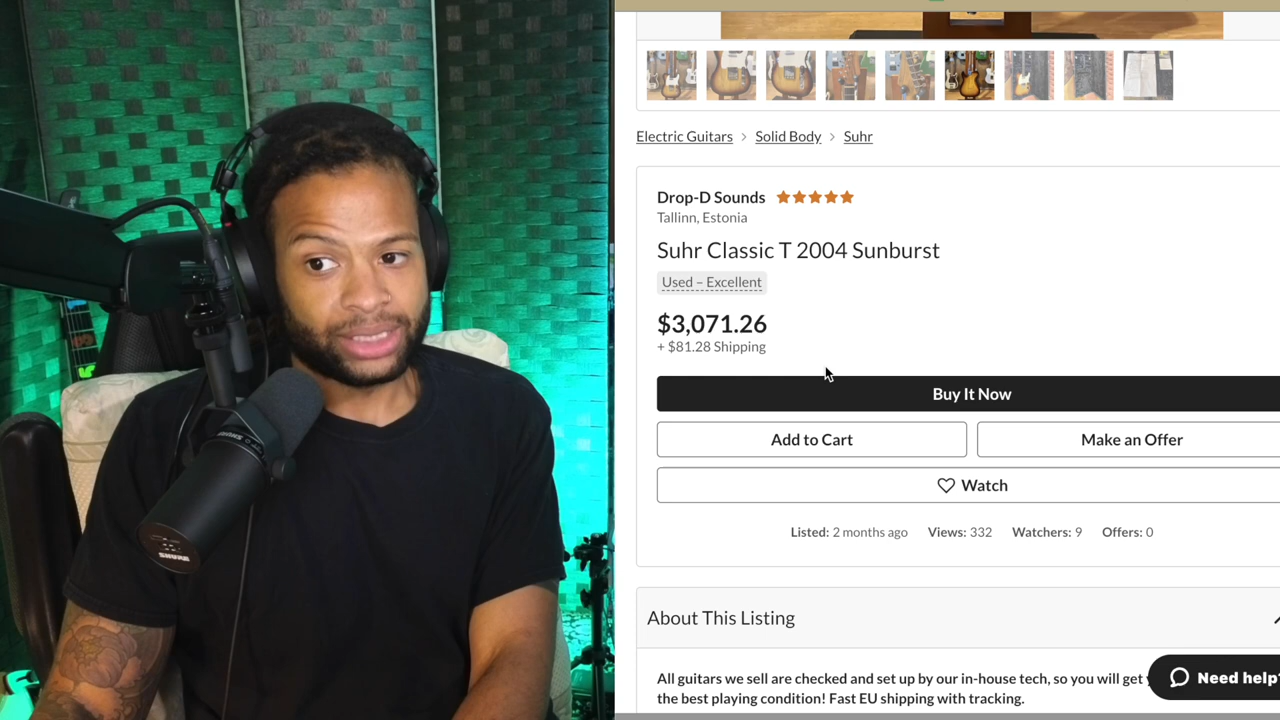 Electric Guitars > Solid Body > Suhr
Drop-D Sounds
Tallinn, Estonia
Suhr Classic T 2004 Sunburst
Used – Excellent
$3,071.26
+ $81.28 Shipping
Buy It Now
Add to Cart Make an Offer
Watch
Listed: 2 months ago Views: 332 Watchers: 9 Offers: 0
About This Listing
All guitars we sell are checked and set up by our in-house tech, so you will get
the best playing condition! Fast EU shipping with tracking.
Need help?
SHURE
SHURE